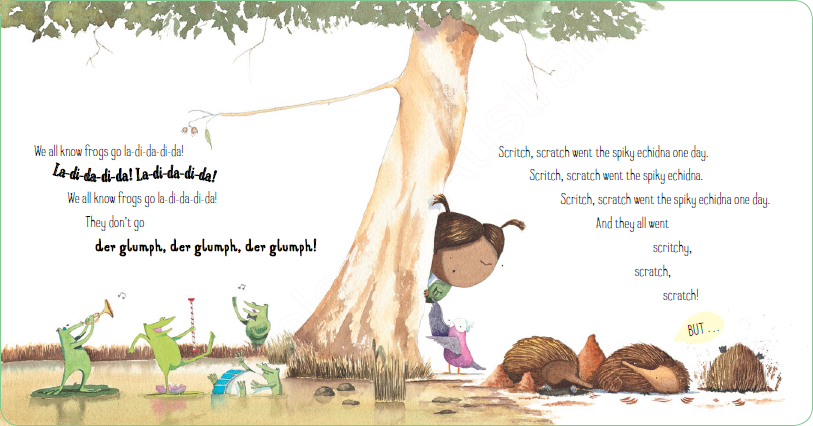 We all know frogs go la-di-da-di-da!
La-di-da-di-da! La-di-da-di-da!
We all know frogs go la-di-da-di-da!
They don't go
der glumph, der glumph, der glumph!
Scritch, scratch went the spiky echidna one day.
Scritch, scratch went the spiky echidna.
Scritch, scratch went the spiky echidna one day.
And they all went
scritchy,
scratch,
scratch!
BUT ...